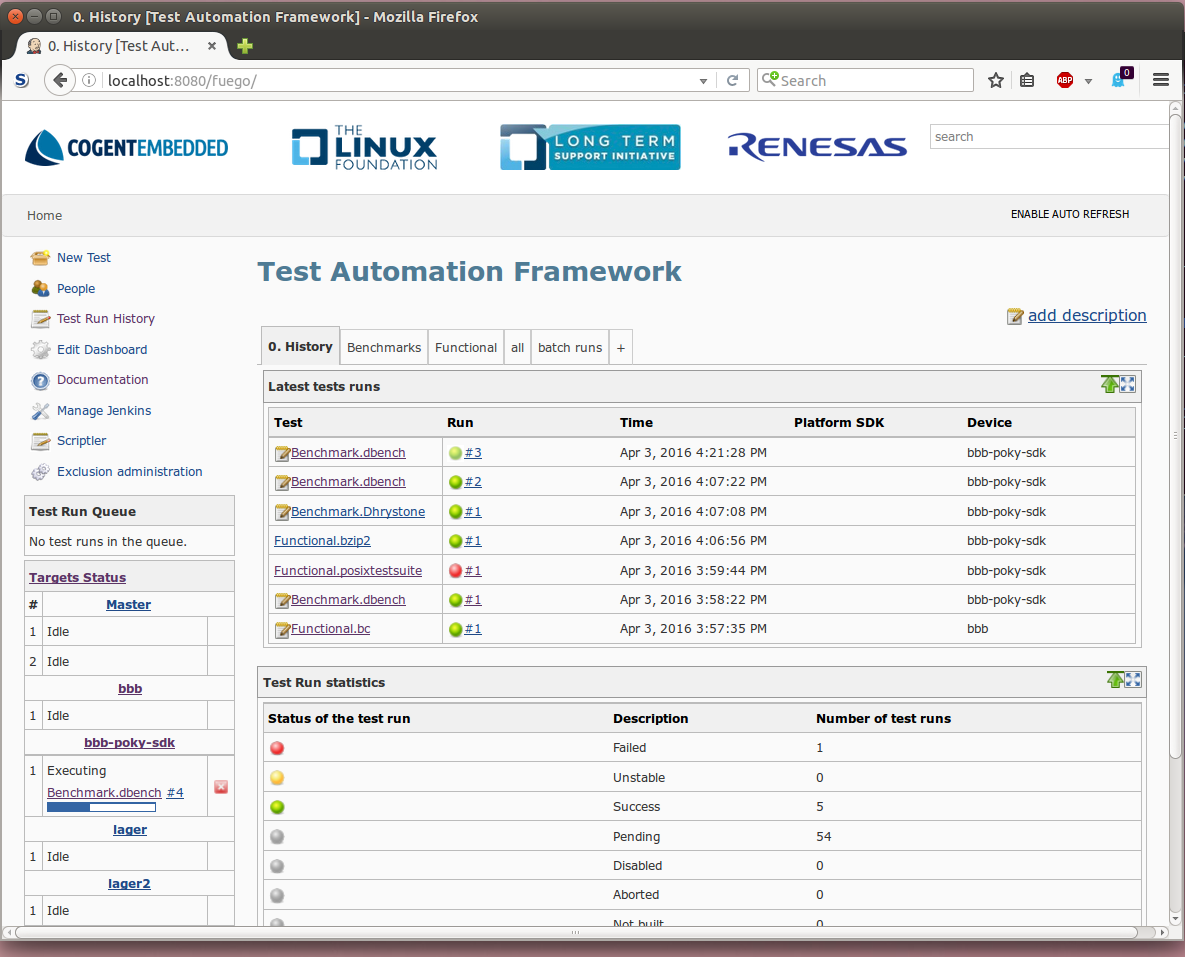 0. History [Test Automation Framework] - Mozilla Firefox
0. History [Test Aut...
localhost:8080/fuego/
Search
ABP
0
COGENTEMBEDDED
THE LINUX FOUNDATION
LONG TERM SUPPORT INITIATIVE
RENESAS
search
Home
ENABLE AUTO REFRESH
New Test
People
Test Run History
Edit Dashboard
Documentation
Manage Jenkins
Scriptler
Exclusion administration
Test Run Queue
No test runs in the queue.
Targets Status
# Master
1 Idle
2 Idle
bbb
1 Idle
bbb-poky-sdk
1 Executing
Benchmark.dbench #4
lager
1 Idle
lager2
1 Idle
Test Automation Framework
add description
0. History Benchmarks Functional all batch runs +
Latest tests runs
Test Run Time Platform SDK Device
Benchmark.dbench #3 Apr 3, 2016 4:21:28 PM bbb-poky-sdk
Benchmark.dbench #2 Apr 3, 2016 4:07:22 PM bbb-poky-sdk
Benchmark.Dhrystone #1 Apr 3, 2016 4:07:08 PM bbb-poky-sdk
Functional.bzip2 #1 Apr 3, 2016 4:06:56 PM bbb-poky-sdk
Functional.posixtestsuite #1 Apr 3, 2016 3:59:44 PM bbb-poky-sdk
Benchmark.dbench #1 Apr 3, 2016 3:58:22 PM bbb-poky-sdk
Functional.bc #1 Apr 3, 2016 3:57:35 PM bbb
Test Run statistics
Status of the test run Description Number of test runs
Failed 1
Unstable 0
Success 5
Pending 54
Disabled 0
Aborted 0
Not built 0